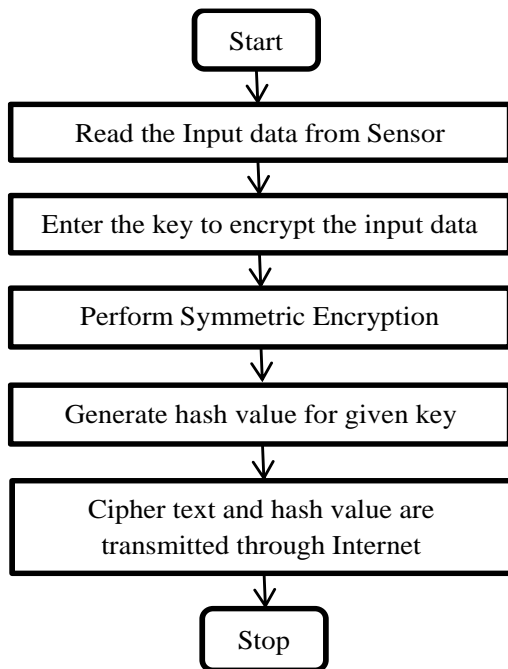 Start
Read the Input data from Sensor
Enter the key to encrypt the input data
Perform Symmetric Encryption
Generate hash value for given key
Cipher text and hash value are
transmitted through Internet
Stop